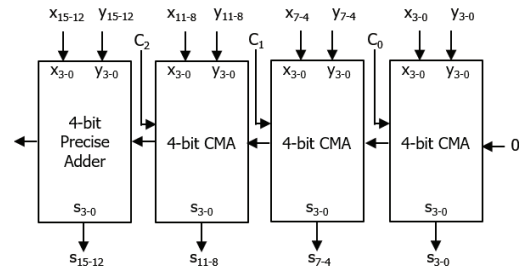 x15-12 y15-12 x11-8 y11-8 x7-4 y7-4 x3-0 y3-0
C2 C1 C0
x3-0 y3-0 x3-0 y3-0 x3-0 y3-0 x3-0 y3-0
4-bit
Precise
Adder
4-bit CMA 4-bit CMA 4-bit CMA 0
s3-0 s3-0 s3-0 s3-0
s15-12 s11-8 s7-4 s3-0